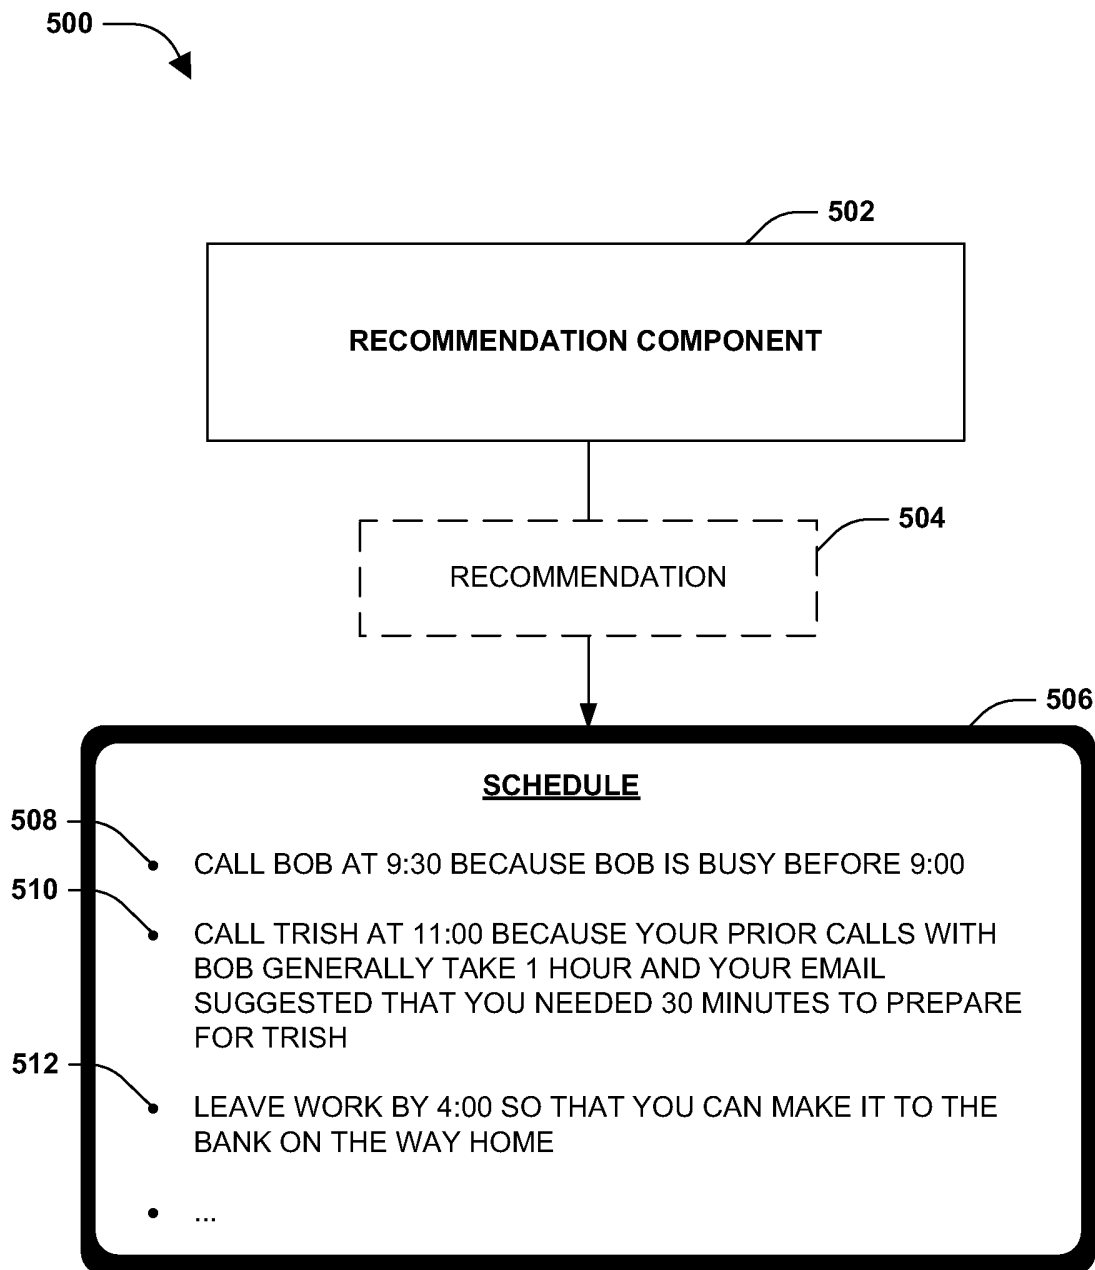 500
502
RECOMMENDATION COMPONENT
504
RECOMMENDATION
506
SCHEDULE
508
• CALL BOB AT 9:30 BECAUSE BOB IS BUSY BEFORE 9:00
510
• CALL TRISH AT 11:00 BECAUSE YOUR PRIOR CALLS WITH
BOB GENERALLY TAKE 1 HOUR AND YOUR EMAIL
SUGGESTED THAT YOU NEEDED 30 MINUTES TO PREPARE
FOR TRISH
512
• LEAVE WORK BY 4:00 SO THAT YOU CAN MAKE IT TO THE
BANK ON THE WAY HOME
• ...